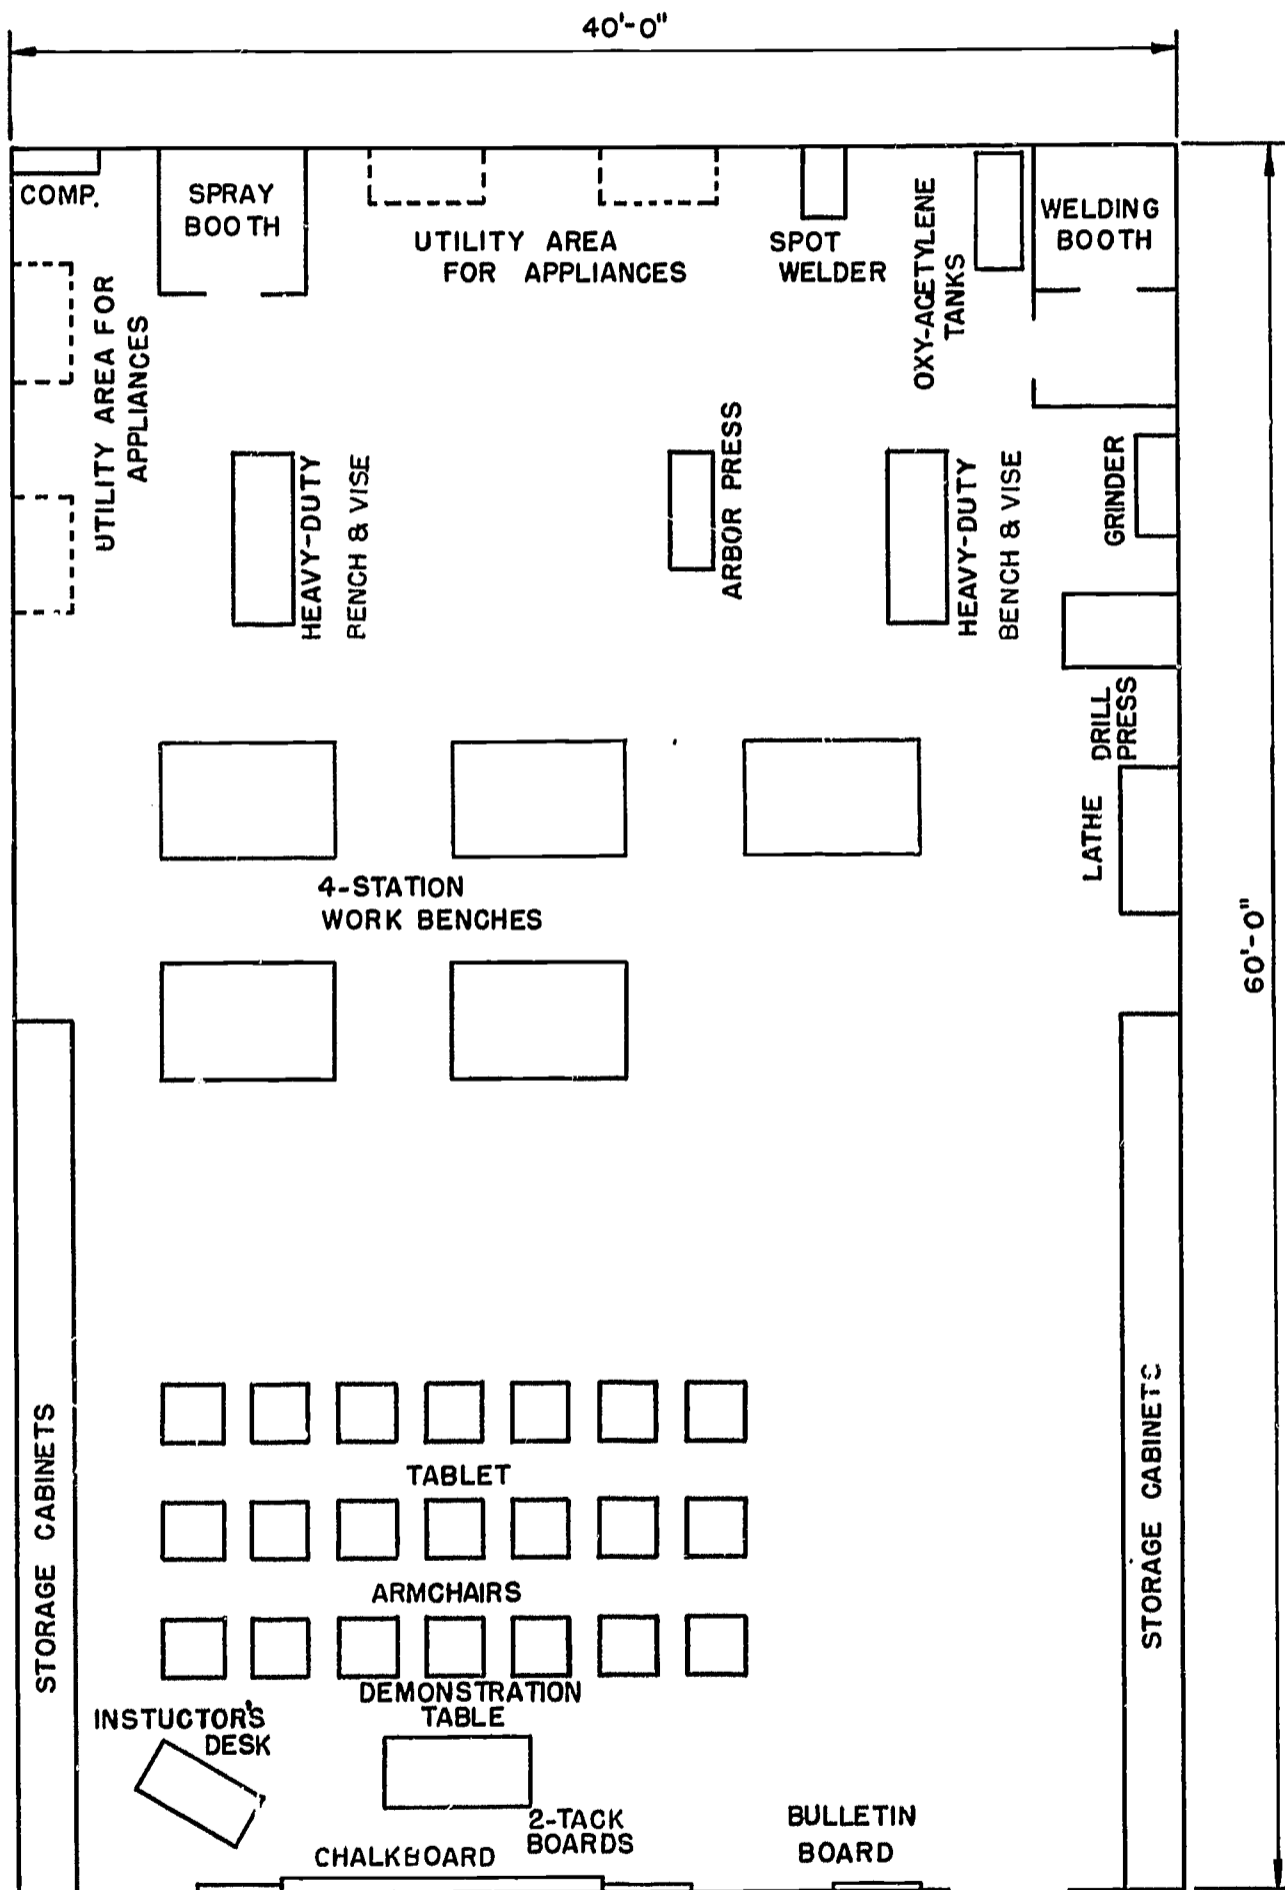 40'-0"
COMP.
SPRAY
BOOTH
UTILITY AREA
FOR APPLIANCES
SPOT
WELDER
OXY-ACETYLENE
TANKS
WELDING
BOOTH
UTILITY AREA FOR
APPLIANCES
HEAVY-DUTY
BENCH & VISE
ARBOR PRESS
HEAVY-DUTY
BENCH & VISE
GRINDER
DRILL
PRESS
LATHE
4-STATION
WORK BENCHES
60'-0"
STORAGE CABINETS
STORAGE CABINETS
TABLET
ARMCHAIRS
DEMONSTRATION
TABLE
INSTUCTOR'S
DESK
2-TACK
BOARDS
BULLETIN
BOARD
CHALKBOARD